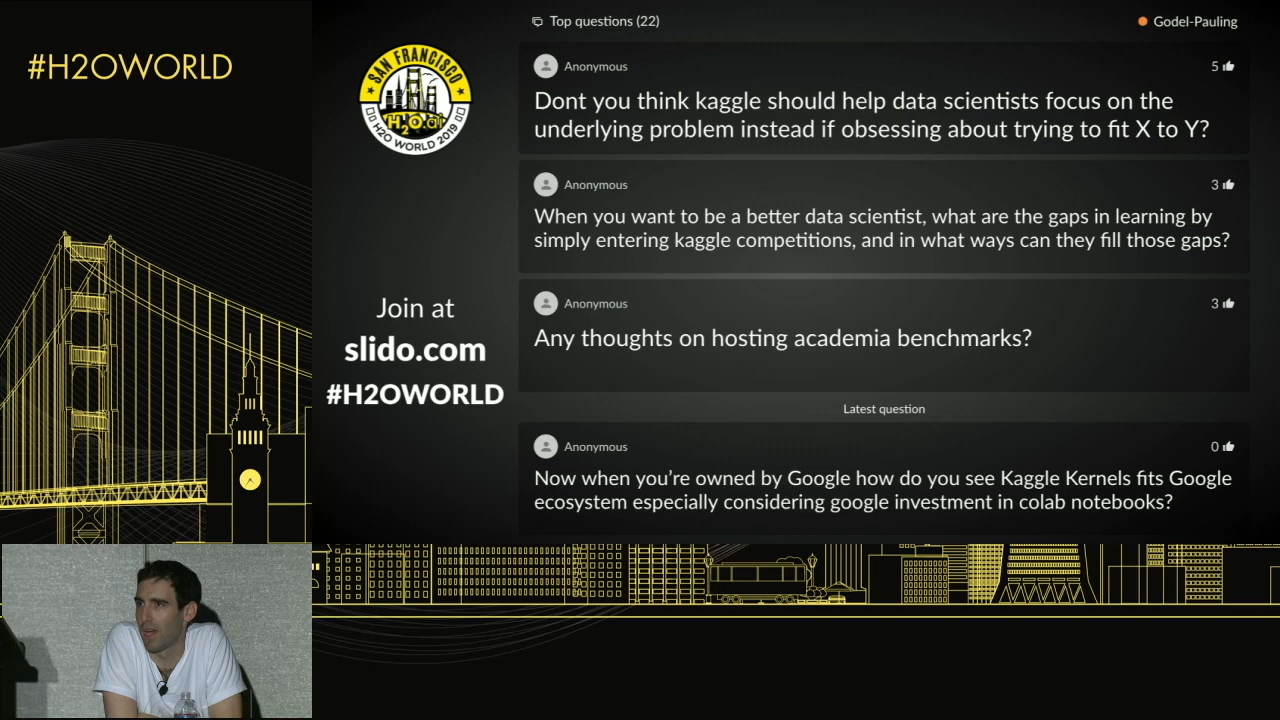 #H2OWORLD
SAN FRANCISCO
H2O.ai
H2O WORLD 2019
Join at
slido.com
#H2OWORLD
Top questions (22)
Godel-Pauling
Anonymous
5
Dont you think kaggle should help data scientists focus on the
underlying problem instead if obsessing about trying to fit X to Y?
Anonymous
3
When you want to be a better data scientist, what are the gaps in learning by
simply entering kaggle competitions, and in what ways can they fill those gaps?
Anonymous
3
Any thoughts on hosting academia benchmarks?
Latest question
Anonymous
0
Now when you're owned by Google how do you see Kaggle Kernels fits Google
ecosystem especially considering google investment in colab notebooks?